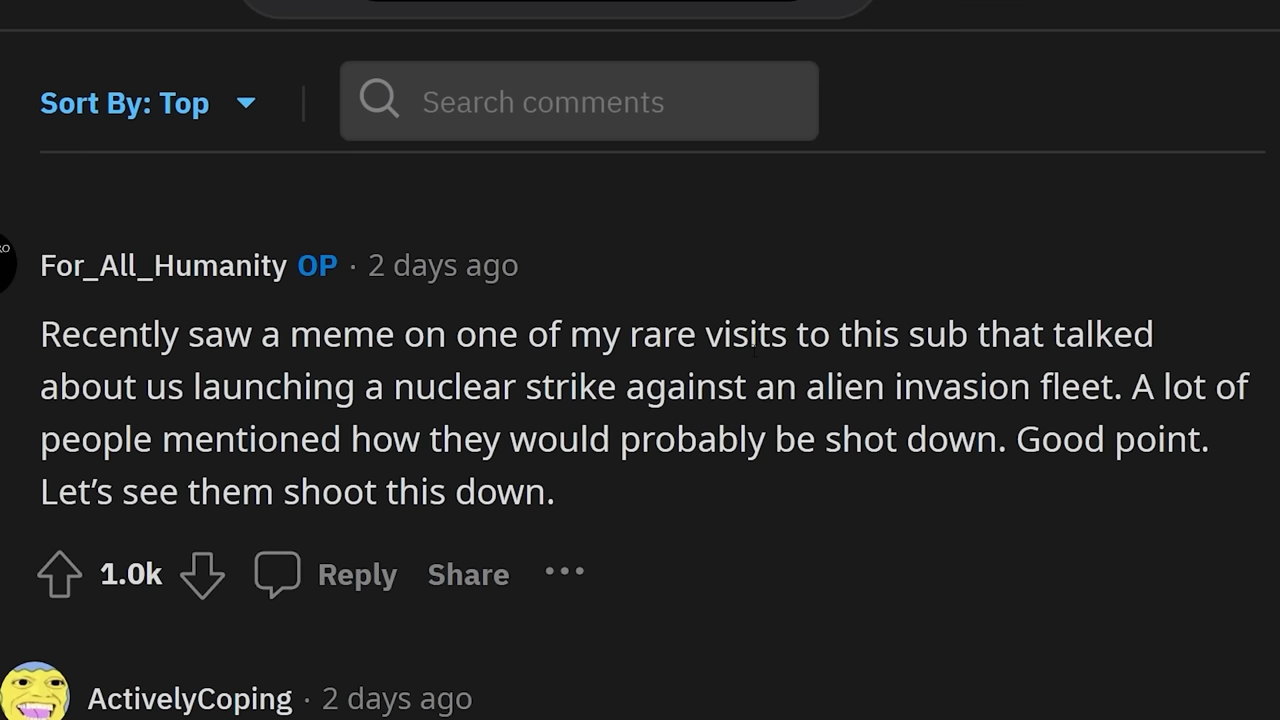 Sort By: Top
Search comments
For_All_Humanity OP · 2 days ago
Recently saw a meme on one of my rare visits to this sub that talked
about us launching a nuclear strike against an alien invasion fleet. A lot of
people mentioned how they would probably be shot down. Good point.
Let’s see them shoot this down.
1.0k Reply Share ···
ActivelyCoping · 2 days ago